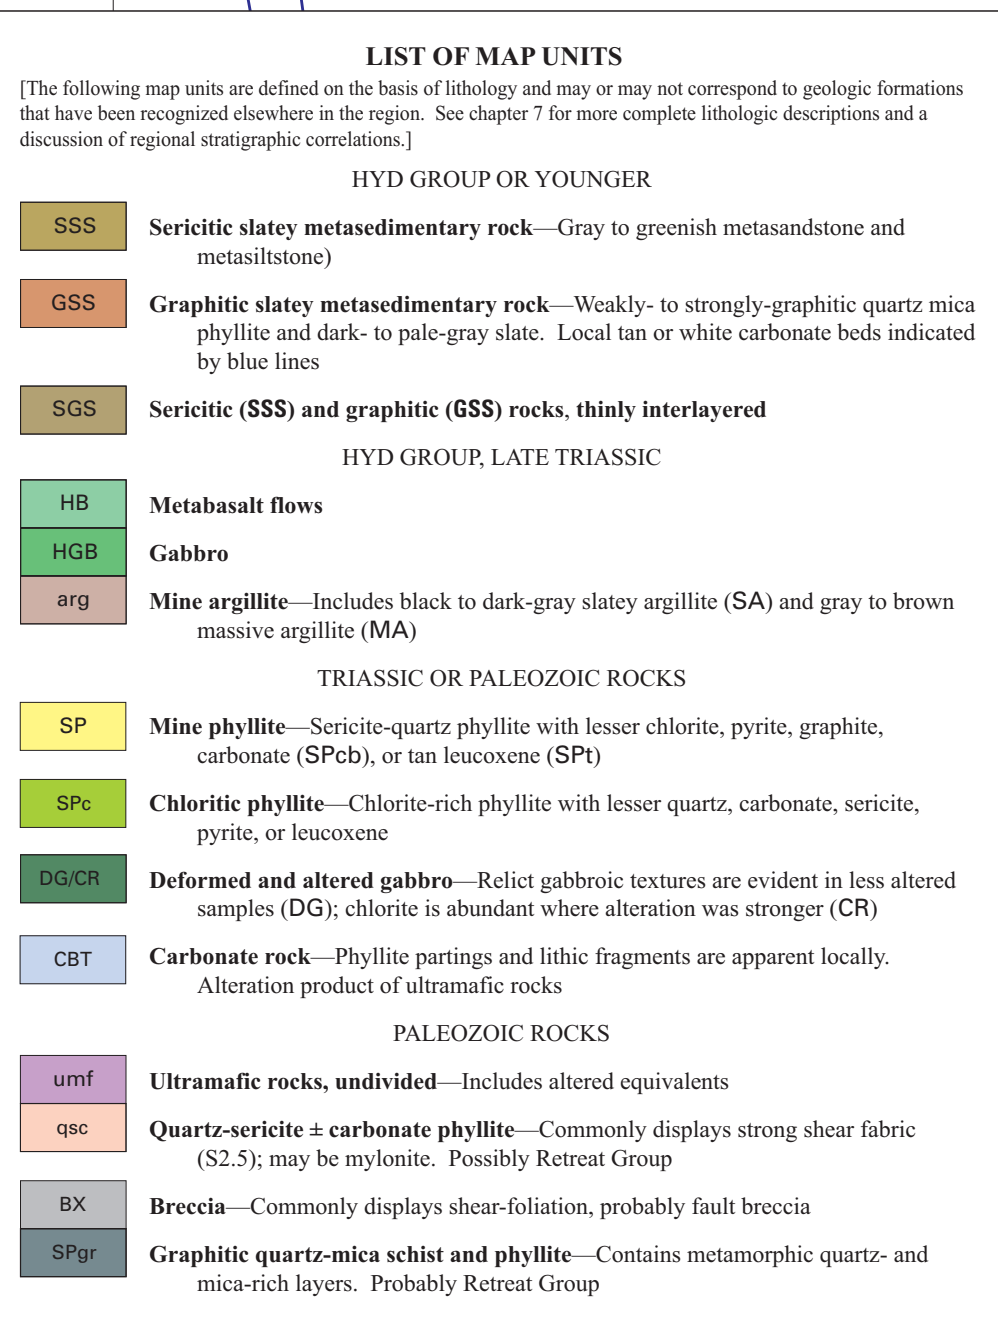 LIST OF MAP UNITS
[The following map units are defined on the basis of lithology and may or may not correspond to geologic formations
that have been recognized elsewhere in the region.  See chapter 7 for more complete lithologic descriptions and a
discussion of regional stratigraphic correlations.]
HYD GROUP OR YOUNGER
SSS Sericitic slatey metasedimentary rock—Gray to greenish metasandstone and
metasiltstone)
GSS Graphitic slatey metasedimentary rock—Weakly- to strongly-graphitic quartz mica
phyllite and dark- to pale-gray slate.  Local tan or white carbonate beds indicated
by blue lines
SGS Sericitic (SSS) and graphitic (GSS) rocks, thinly interlayered
HYD GROUP, LATE TRIASSIC
HB Metabasalt flows
HGB Gabbro
arg Mine argillite—Includes black to dark-gray slatey argillite (SA) and gray to brown
massive argillite (MA)
TRIASSIC OR PALEOZOIC ROCKS
SP Mine phyllite—Sericite-quartz phyllite with lesser chlorite, pyrite, graphite,
carbonate (SPcb), or tan leucoxene (SPt)
SPc Chloritic phyllite—Chlorite-rich phyllite with lesser quartz, carbonate, sericite,
pyrite, or leucoxene
DG/CR Deformed and altered gabbro—Relict gabbroic textures are evident in less altered
samples (DG); chlorite is abundant where alteration was stronger (CR)
CBT Carbonate rock—Phyllite partings and lithic fragments are apparent locally.
Alteration product of ultramafic rocks
PALEOZOIC ROCKS
umf Ultramafic rocks, undivided—Includes altered equivalents
qsc Quartz-sericite ± carbonate phyllite—Commonly displays strong shear fabric
(S2.5); may be mylonite.  Possibly Retreat Group
BX Breccia—Commonly displays shear-foliation, probably fault breccia
SPgr Graphitic quartz-mica schist and phyllite—Contains metamorphic quartz- and
mica-rich layers.  Probably Retreat Group